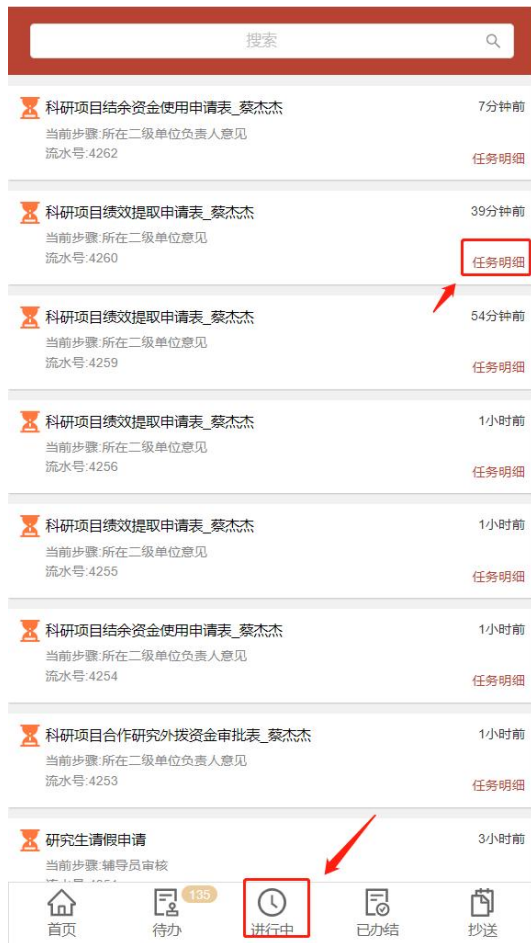 搜索
科研项目结余资金使用申请表_蔡杰杰
7分钟前
当前步骤:所在二级单位负责人意见
流水号:4262
任务明细
科研项目绩效提取申请表_蔡杰杰
39分钟前
当前步骤:所在二级单位意见
流水号:4260
任务明细
科研项目绩效提取申请表_蔡杰杰
54分钟前
当前步骤:所在二级单位意见
流水号:4259
任务明细
科研项目绩效提取申请表_蔡杰杰
1小时前
当前步骤:所在二级单位意见
流水号:4256
任务明细
科研项目绩效提取申请表_蔡杰杰
1小时前
当前步骤:所在二级单位意见
流水号:4255
任务明细
科研项目结余资金使用申请表_蔡杰杰
1小时前
当前步骤:所在二级单位负责人意见
流水号:4254
任务明细
科研项目合作研究外拨资金审批表_蔡杰杰
1小时前
当前步骤:所在二级单位负责人意见
流水号:4253
任务明细
研究生请假申请
3小时前
当前步骤:辅导员审核
135
首页
待办
进行中
已办结
抄送